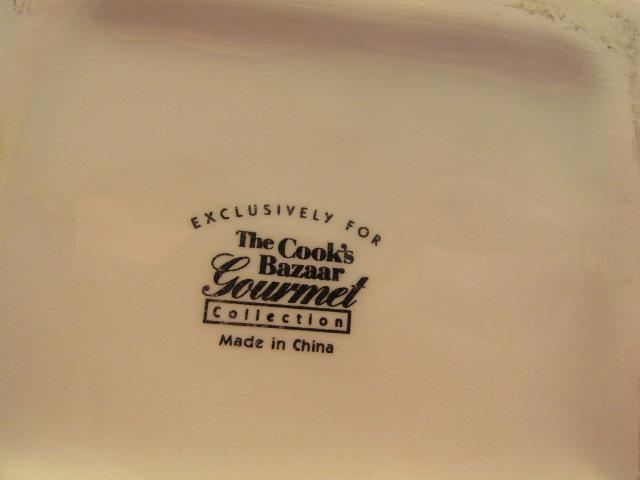 EXCLUSIVELY FOR
The Cook's
Bazaar
Gourmet
Collection
Made in China